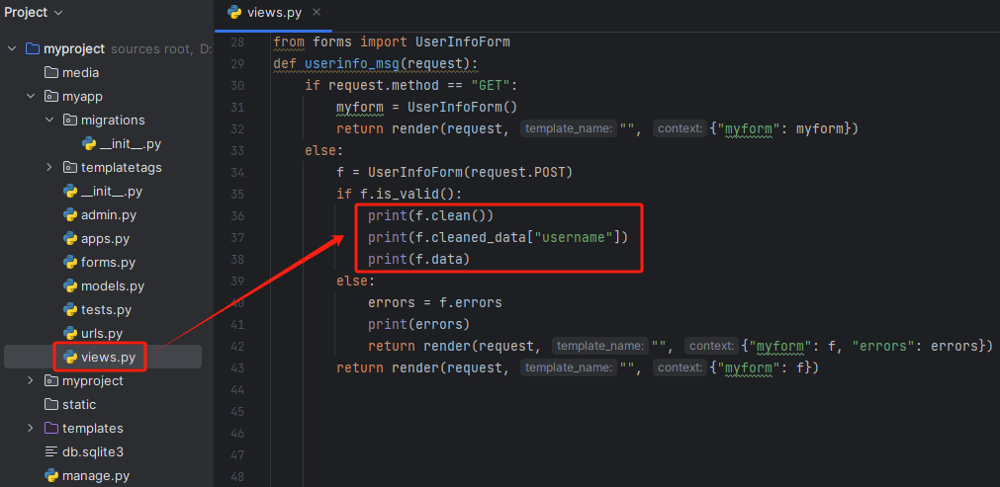 Project
views.py
myproject sources root, D:
media
myapp
migrations
__init__.py
templatetags
__init__.py
admin.py
apps.py
forms.py
models.py
tests.py
urls.py
views.py
myproject
static
templates
db.sqlite3
manage.py
28 from forms import UserInfoForm
29 def userinfo_msg(request):
30     if request.method == "GET":
31         myform = UserInfoForm()
32         return render(request, template_name: "", context: {"myform": myform})
33     else:
34         f = UserInfoForm(request.POST)
35         if f.is_valid():
36             print(f.clean())
37             print(f.cleaned_data["username"])
38             print(f.data)
39         else:
40             errors = f.errors
41             print(errors)
42             return render(request, template_name: "", context: {"myform": f, "errors": errors})
43         return render(request, template_name: "", context: {"myform": f})
44
45
46
47
48